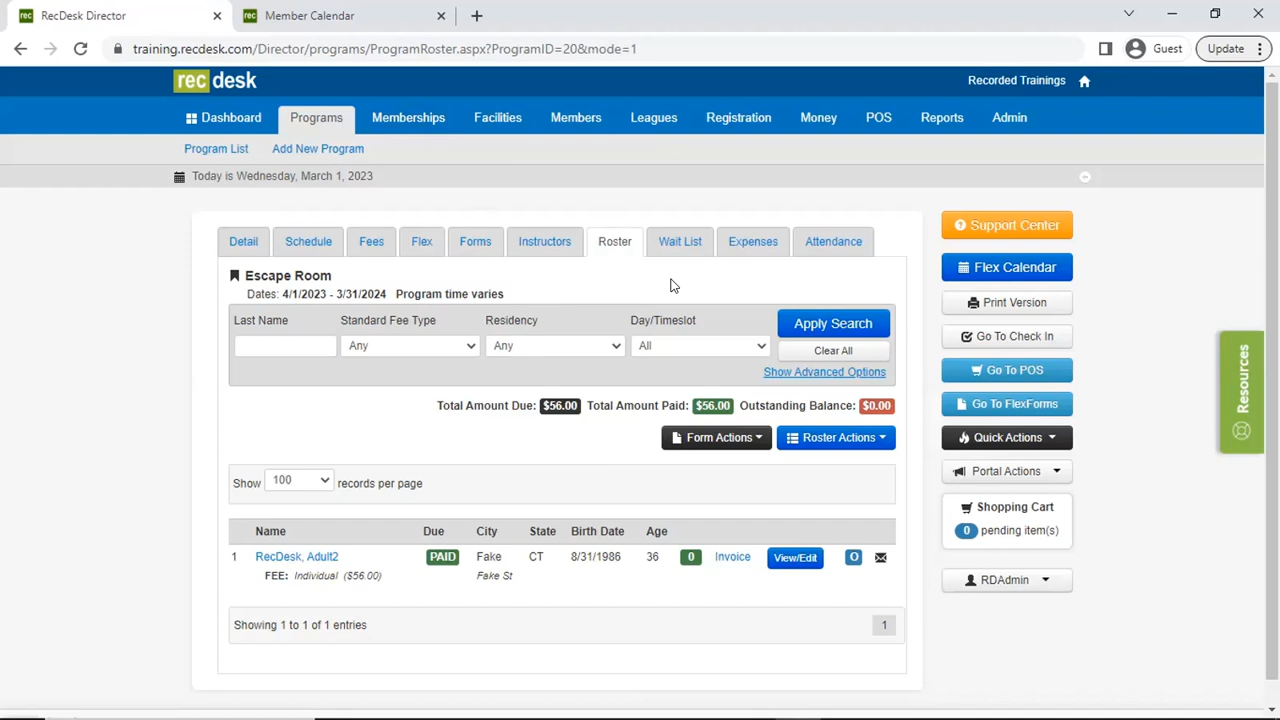 rec RecDesk Director
rec Member Calendar
training.recdesk.com/Director/programs/ProgramRoster.aspx?ProgramID=20&mode=1
Guest
Update
rec desk
Recorded Trainings
Dashboard Programs Memberships Facilities Members Leagues Registration Money POS Reports Admin
Program List Add New Program
Today is Wednesday, March 1, 2023
Detail Schedule Fees Flex Forms Instructors Roster Wait List Expenses Attendance
Escape Room
Dates: 4/1/2023 - 3/31/2024 Program time varies
Last Name Standard Fee Type Residency Day/Timeslot
Any Any All
Apply Search
Clear All
Show Advanced Options
Total Amount Due: $56.00 Total Amount Paid: $56.00 Outstanding Balance: $0.00
Form Actions Roster Actions
Show 100 records per page
Name Due City State Birth Date Age
1 RecDesk, Adult2 PAID Fake CT 8/31/1986 36 0 Invoice View/Edit O
FEE: Individual ($56.00) Fake St
Showing 1 to 1 of 1 entries 1
Support Center
Flex Calendar
Print Version
Go To Check In
Go To POS
Go To FlexForms
Quick Actions
Portal Actions
Shopping Cart
0 pending item(s)
RDAdmin
Resources